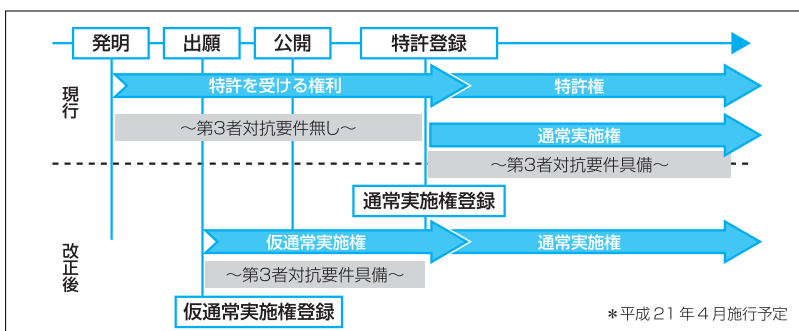 発明 出願 公開 特許登録
現行
特許を受ける権利 特許権
～第3者対抗要件無し～
通常実施権
～第3者対抗要件具備～
通常実施権登録
改正後
仮通常実施権 通常実施権
～第3者対抗要件具備～
仮通常実施権登録
＊平成21年4月施行予定